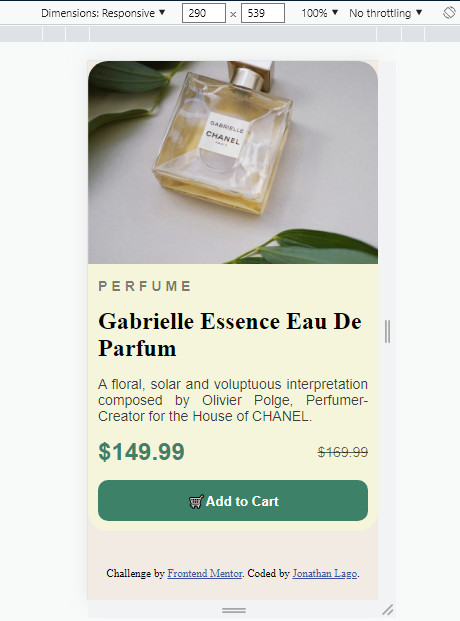 Dimensions: Responsive ▼ 290 × 539 100% ▼ No throttling ▼
GABRIELLE
CHANEL
PARIS
PERFUME
Gabrielle Essence Eau De
Parfum
A floral, solar and voluptuous interpretation
composed by Olivier Polge, Perfumer-
Creator for the House of CHANEL.
$149.99 $169.99
Add to Cart
Challenge by Frontend Mentor. Coded by Jonathan Lago.